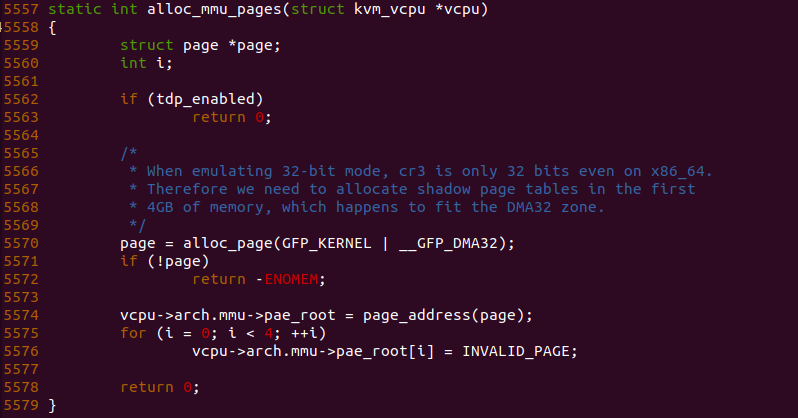 5557 static int alloc_mmu_pages(struct kvm_vcpu *vcpu)
5558 {
5559         struct page *page;
5560         int i;
5561
5562         if (tdp_enabled)
5563                 return 0;
5564
5565         /*
5566          * When emulating 32-bit mode, cr3 is only 32 bits even on x86_64.
5567          * Therefore we need to allocate shadow page tables in the first
5568          * 4GB of memory, which happens to fit the DMA32 zone.
5569          */
5570         page = alloc_page(GFP_KERNEL | __GFP_DMA32);
5571         if (!page)
5572                 return -ENOMEM;
5573
5574         vcpu->arch.mmu->pae_root = page_address(page);
5575         for (i = 0; i < 4; ++i)
5576                 vcpu->arch.mmu->pae_root[i] = INVALID_PAGE;
5577
5578         return 0;
5579 }